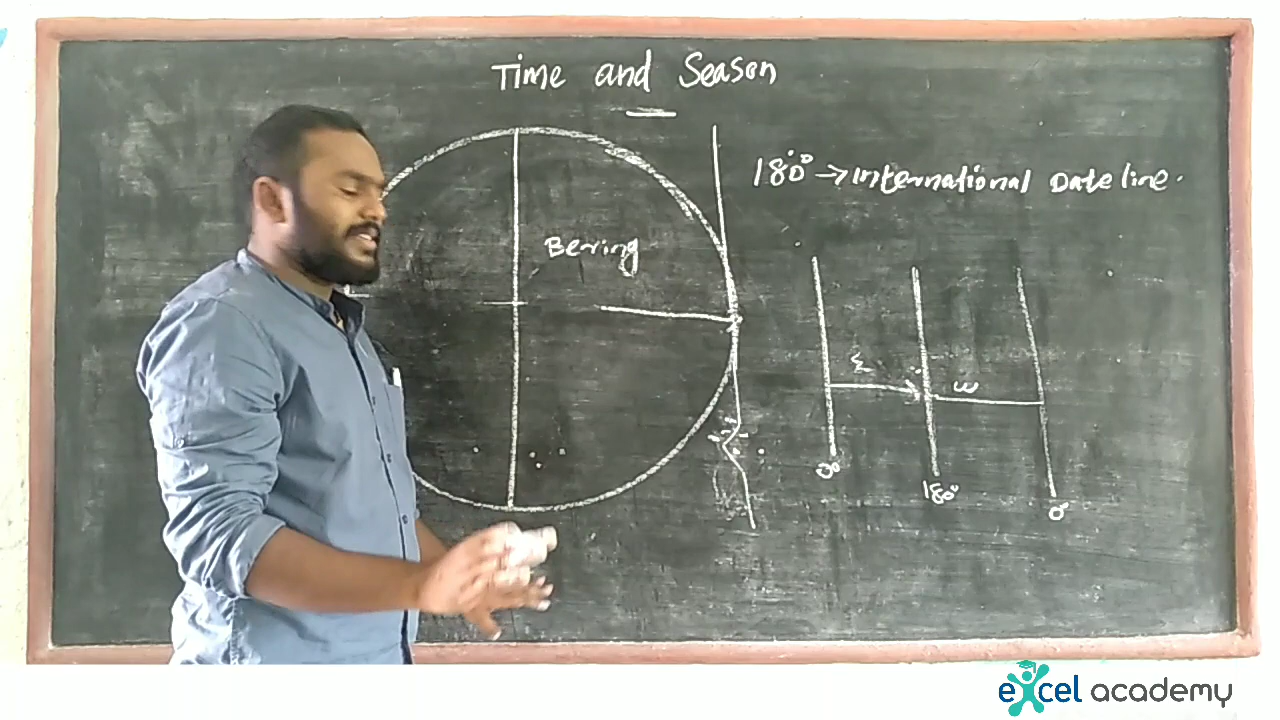 Time and Season
180° → International Date line.
Bering
E
W
0°
180°
0°
excel academy